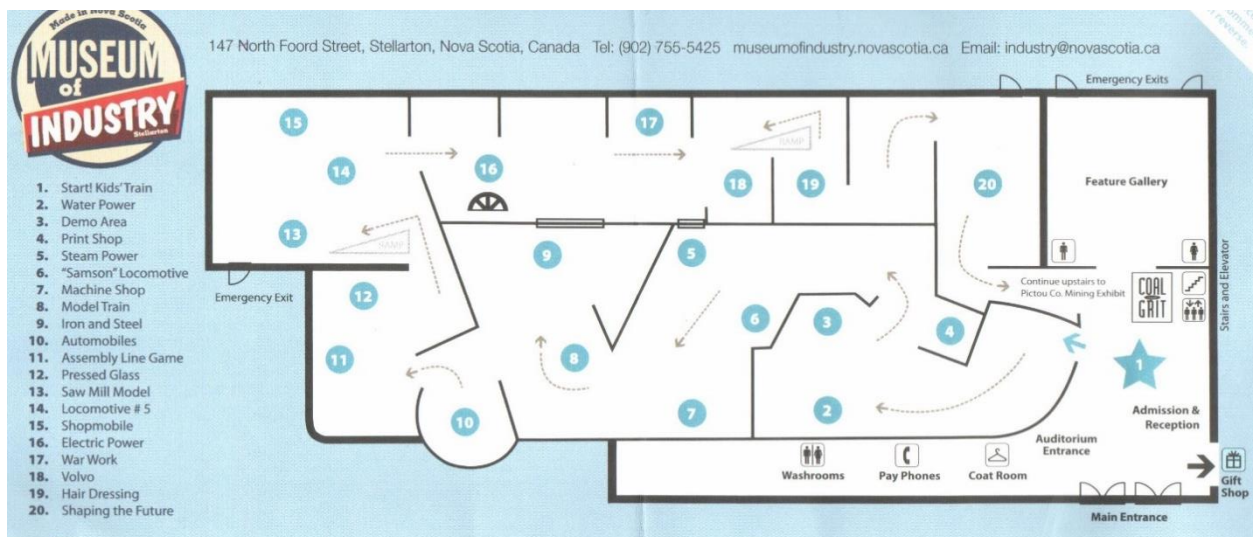 Made in Nova Scotia
MUSEUM
of
INDUSTRY
Stellarton
147 North Foord Street, Stellarton, Nova Scotia, Canada Tel: (902) 755-5425 museumofindustry.novascotia.ca Email: industry@novascotia.ca
reverse.
1. Start! Kids' Train
2. Water Power
3. Demo Area
4. Print Shop
5. Steam Power
6. "Samson" Locomotive
7. Machine Shop
8. Model Train
9. Iron and Steel
10. Automobiles
11. Assembly Line Game
12. Pressed Glass
13. Saw Mill Model
14. Locomotive # 5
15. Shopmobile
16. Electric Power
17. War Work
18. Volvo
19. Hair Dressing
20. Shaping the Future
Emergency Exits
15
17
14
16
RAMP
18
19
20
Feature Gallery
13
RAMP
9
5
Emergency Exit
12
Continue upstairs to
Pictou Co. Mining Exhibit
COAL
GRIT
Stairs and Elevator
6
3
4
11
8
1
10
7
2
Admission &
Reception
Auditorium
Entrance
Washrooms
Pay Phones
Coat Room
Gift
Shop
Main Entrance